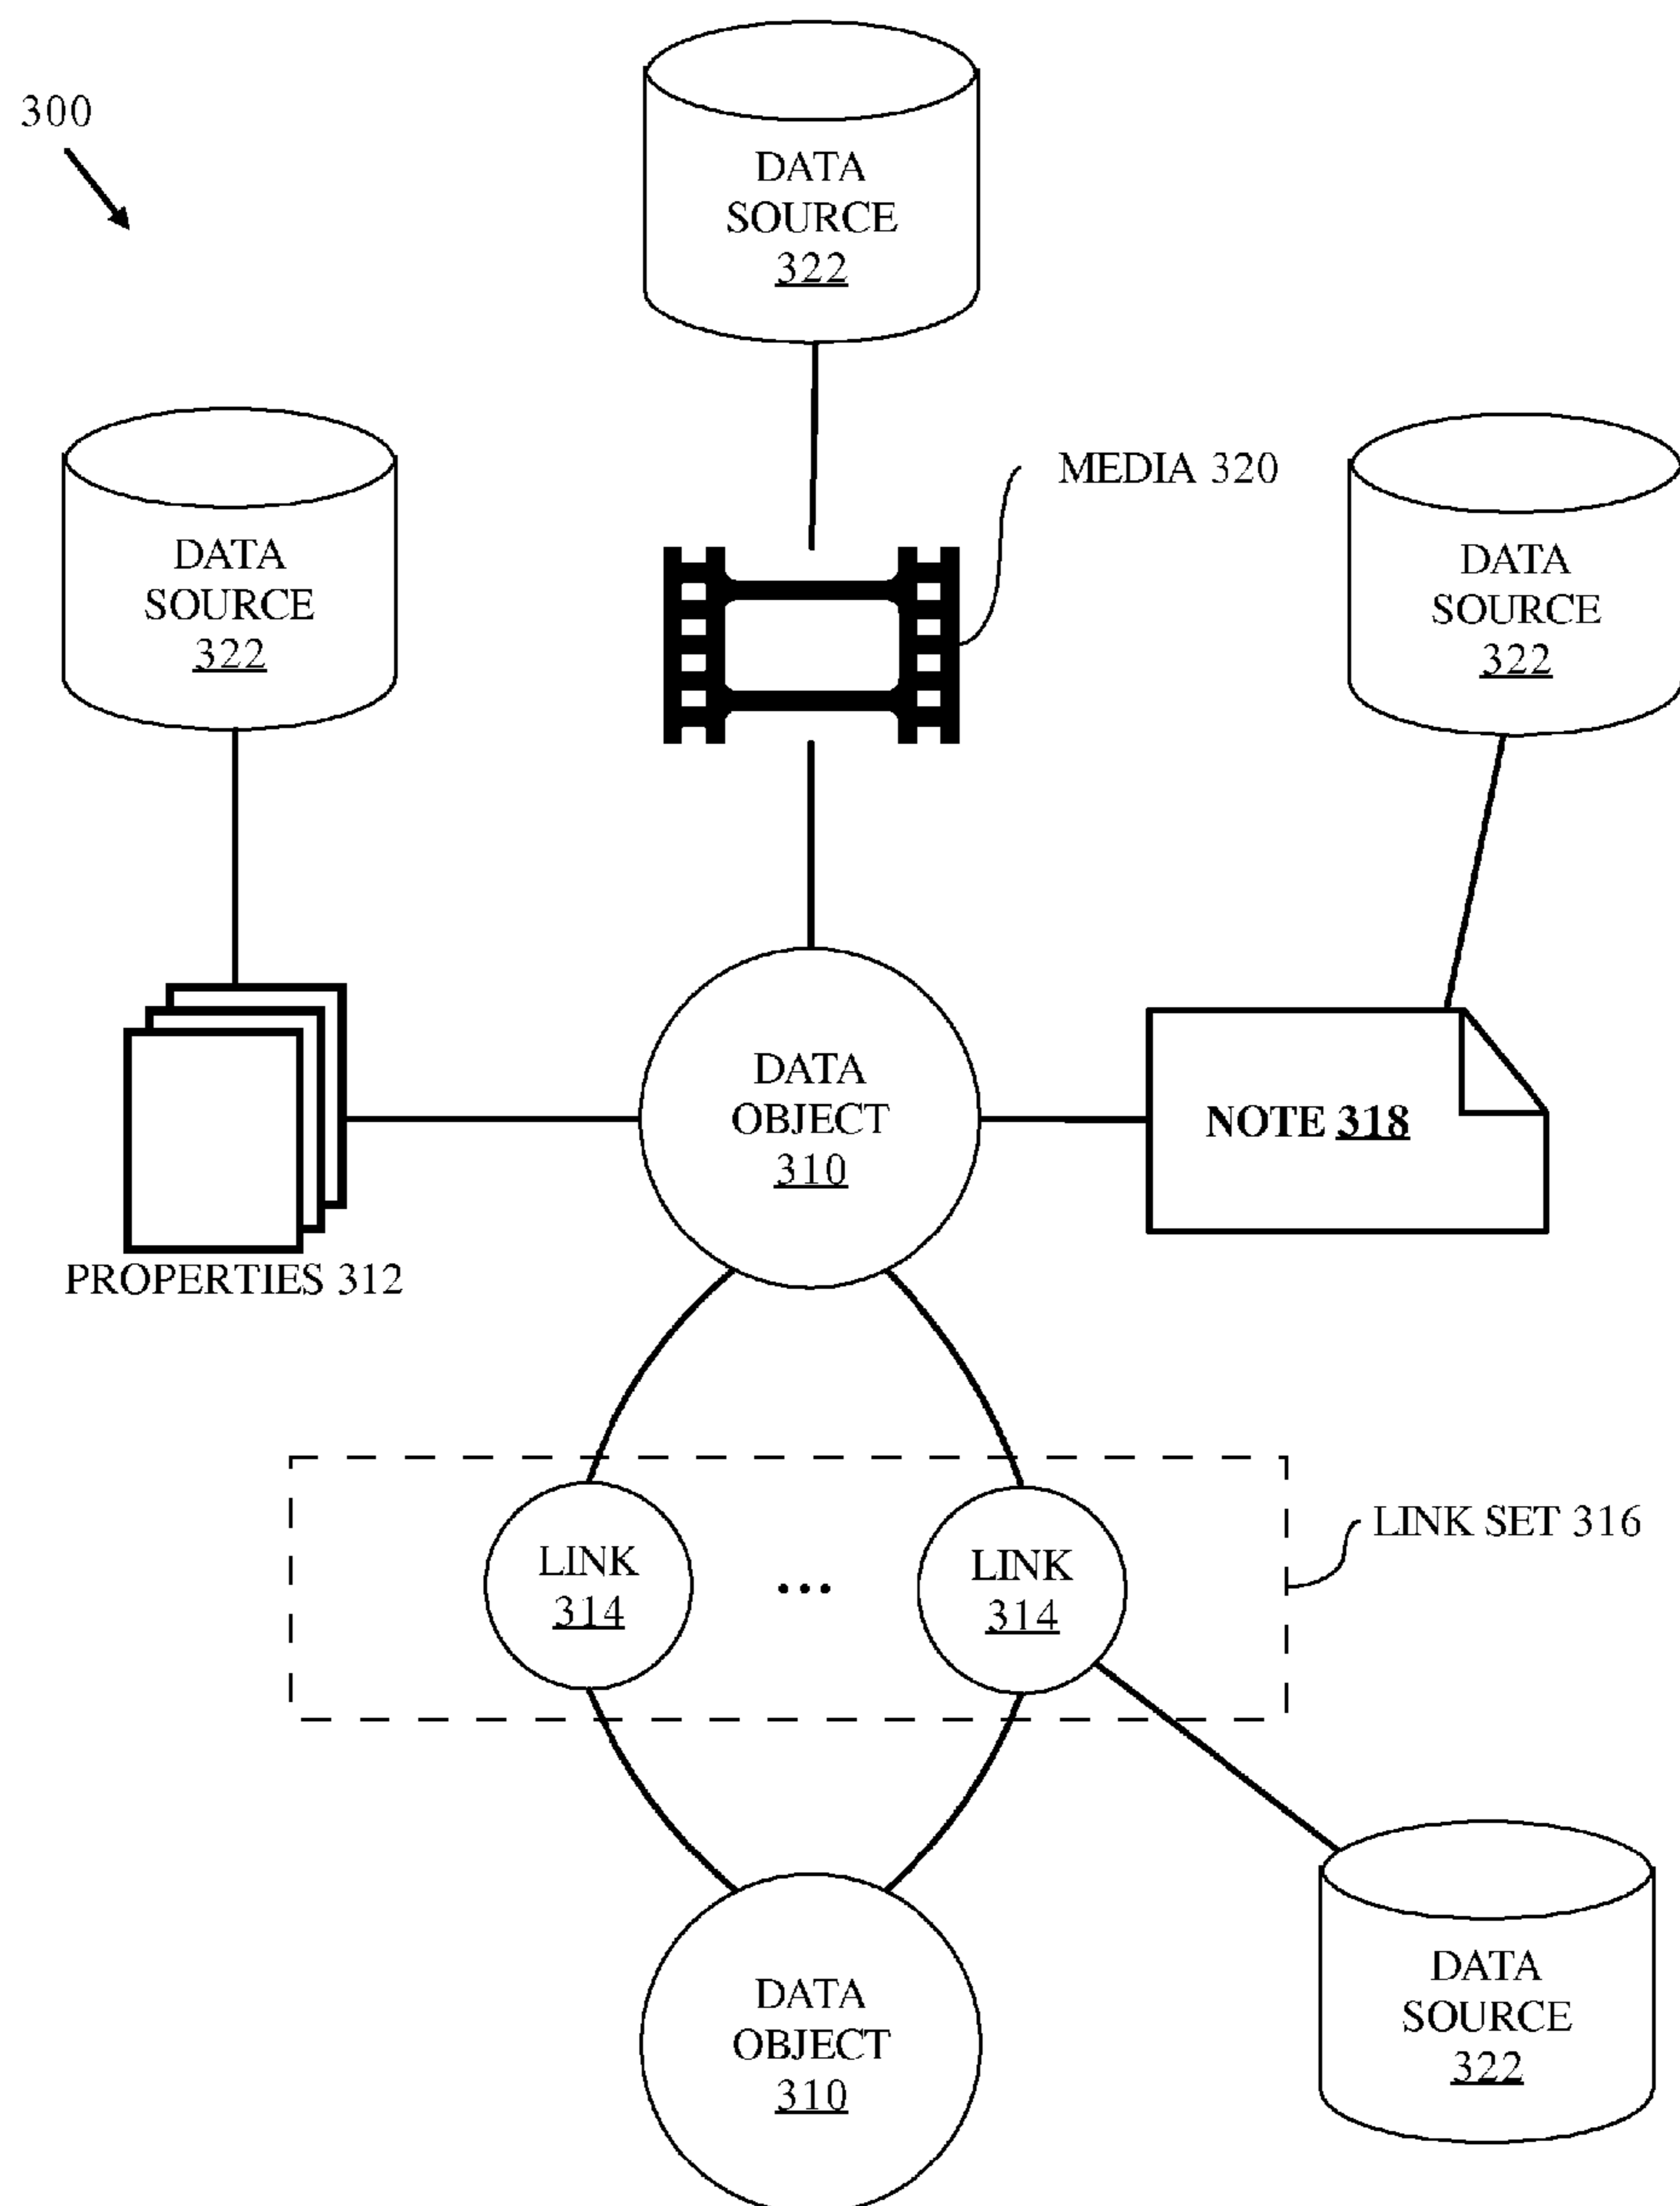 300
DATA
SOURCE
322
MEDIA 320
DATA
SOURCE
322
DATA
SOURCE
322
DATA
OBJECT
310
NOTE 318
PROPERTIES 312
LINK
314
...
LINK
314
LINK SET 316
DATA
SOURCE
322
DATA
OBJECT
310